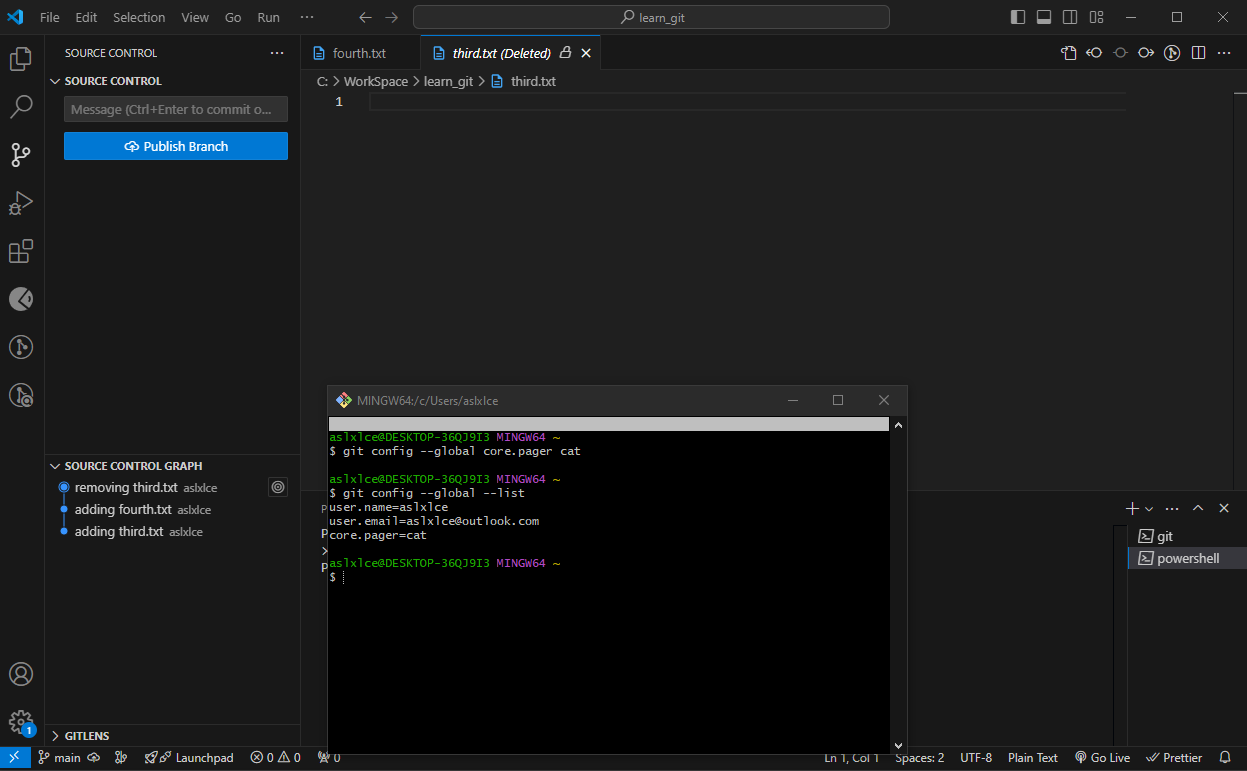 File Edit Selection View Go Run ··· learn_git
SOURCE CONTROL
SOURCE CONTROL
Message (Ctrl+Enter to commit o...
Publish Branch
fourth.txt
third.txt (Deleted)
C: > WorkSpace > learn_git > third.txt
1
MINGW64:/c/Users/aslxlce
aslxlce@DESKTOP-36QJ9I3 MINGW64 ~
$ git config --global core.pager cat
aslxlce@DESKTOP-36QJ9I3 MINGW64 ~
$ git config --global --list
user.name=aslxlce
user.email=aslxlce@outlook.com
core.pager=cat
aslxlce@DESKTOP-36QJ9I3 MINGW64 ~
$
SOURCE CONTROL GRAPH
removing third.txt aslxlce
adding fourth.txt aslxlce
adding third.txt aslxlce
P
P
>
P
git
powershell
1
GITLENS
main Launchpad 0 0 0 Ln 1, Col 1 Spaces: 2 UTF-8 Plain Text Go Live Prettier